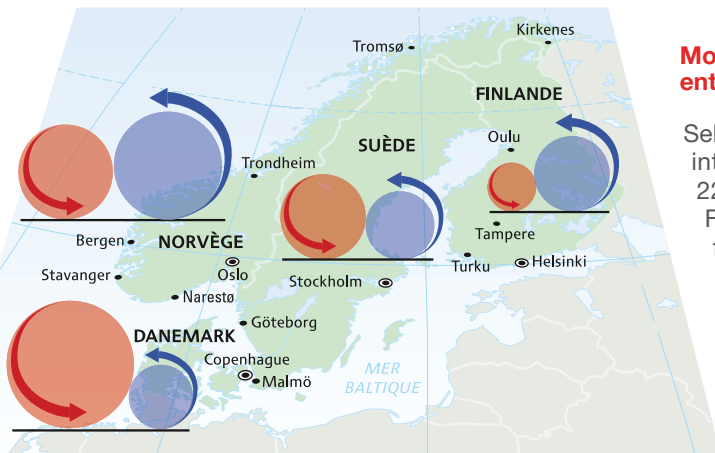 Kirkenes
Tromsø
FINLANDE
SUÈDE
Oulu
Trondheim
Bergen
NORVÈGE
Tampere
Oslo
Turku
Helsinki
Stavanger
Stockholm
Narestø
Göteborg
DANEMARK
Copenhague
Malmö
MER
BALTIQUE
22